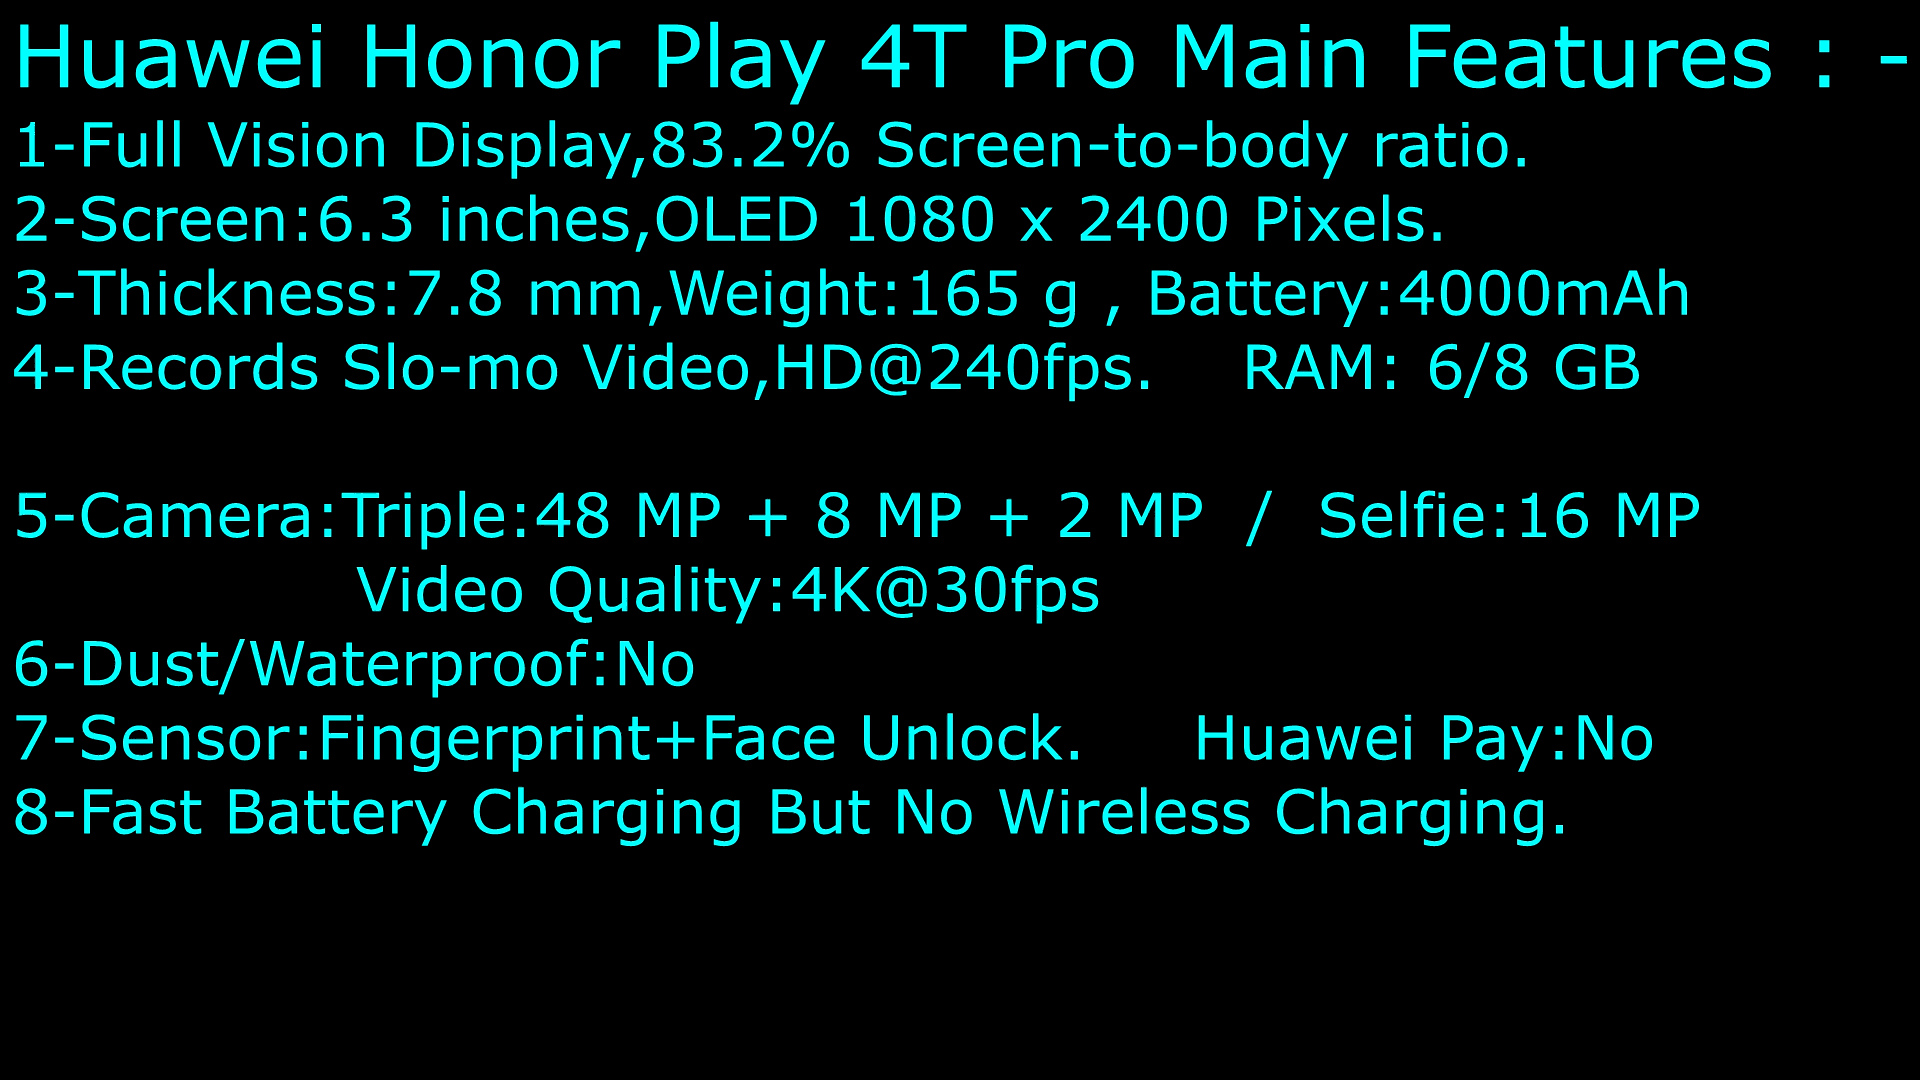 Huawei Honor Play 4T Pro Main Features : -
1-Full Vision Display,83.2% Screen-to-body ratio.
2-Screen:6.3 inches,OLED 1080 x 2400 Pixels.
3-Thickness:7.8 mm,Weight:165 g , Battery:4000mAh
4-Records Slo-mo Video,HD@240fps. RAM: 6/8 GB
5-Camera:Triple:48 MP + 8 MP + 2 MP / Selfie:16 MP
Video Quality:4K@30fps
6-Dust/Waterproof:No
7-Sensor:Fingerprint+Face Unlock. Huawei Pay:No
8-Fast Battery Charging But No Wireless Charging.